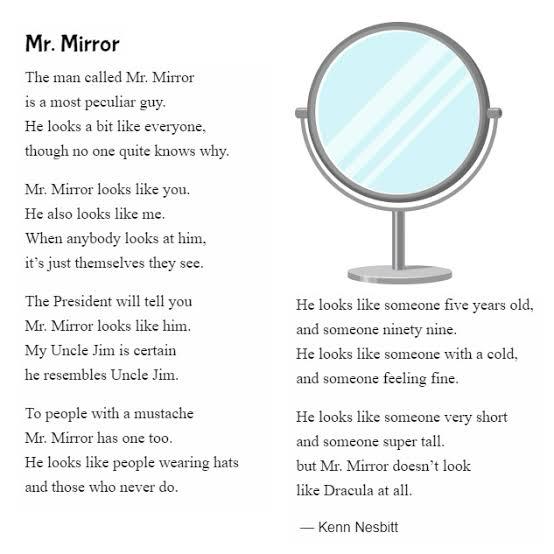 Mr. Mirror
The man called Mr. Mirror
is a most peculiar guy.
He looks a bit like everyone,
though no one quite knows why.
Mr. Mirror looks like you.
He also looks like me.
When anybody looks at him,
it's just themselves they see.
The President will tell you
Mr. Mirror looks like him.
My Uncle Jim is certain
he resembles Uncle Jim.
To people with a mustache
Mr. Mirror has one too.
He looks like people wearing hats
and those who never do.
He looks like someone five years old,
and someone ninety nine.
He looks like someone with a cold,
and someone feeling fine.
He looks like someone very short
and someone super tall.
but Mr. Mirror doesn't look
like Dracula at all.
— Kenn Nesbitt